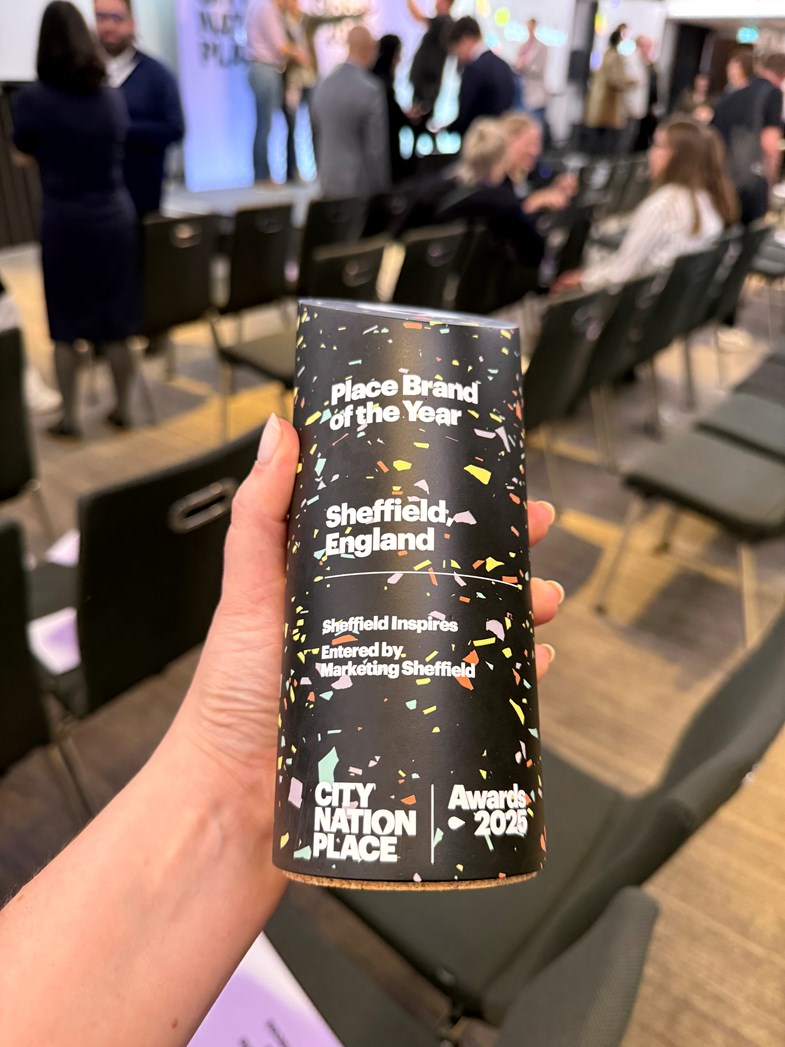 Place Brand
of the Year
Sheffield,
England
Sheffield Inspires
Entered by
Marketing Sheffield
CITY
NATION
PLACE
Awards
2025